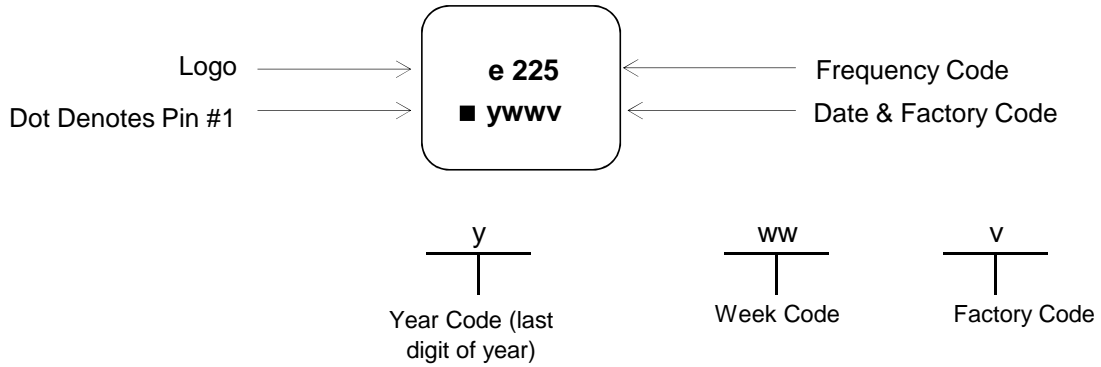 Logo
Dot Denotes Pin #1
e 225
■ ywwv
Frequency Code
Date & Factory Code
y
Year Code (last
digit of year)
ww
Week Code
v
Factory Code